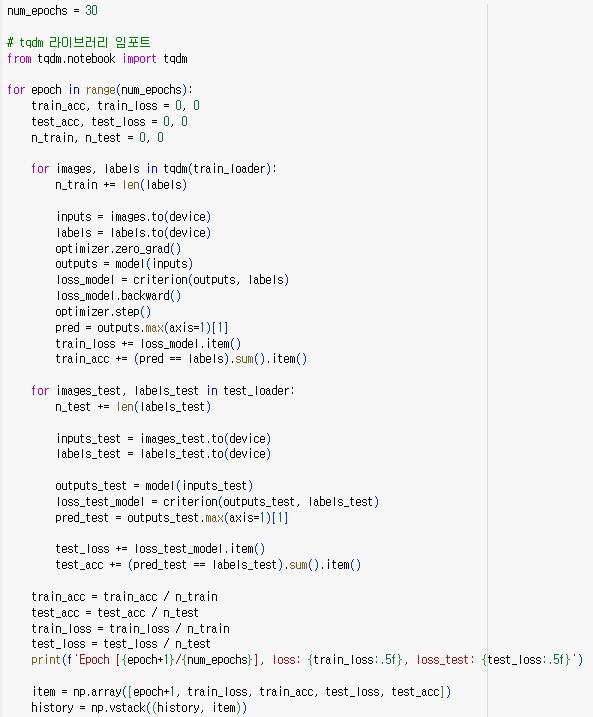 num_epochs = 30
# tqdm 라이브러리 임포트
from tqdm.notebook import tqdm
for epoch in range(num_epochs):
    train_acc, train_loss = 0, 0
    test_acc, test_loss = 0, 0
    n_train, n_test = 0, 0
    for images, labels in tqdm(train_loader):
        n_train += len(labels)
        inputs = images.to(device)
        labels = labels.to(device)
        optimizer.zero_grad()
        outputs = model(inputs)
        loss_model = criterion(outputs, labels)
        loss_model.backward()
        optimizer.step()
        pred = outputs.max(axis=1)[1]
        train_loss += loss_model.item()
        train_acc += (pred == labels).sum().item()
    for images_test, labels_test in test_loader:
        n_test += len(labels_test)
        inputs_test = images_test.to(device)
        labels_test = labels_test.to(device)
        outputs_test = model(inputs_test)
        loss_test_model = criterion(outputs_test, labels_test)
        pred_test = outputs_test.max(axis=1)[1]
        test_loss += loss_test_model.item()
        test_acc += (pred_test == labels_test).sum().item()
    train_acc = train_acc / n_train
    test_acc = test_acc / n_test
    train_loss = train_loss / n_train
    test_loss = test_loss / n_test
    print(f'Epoch [{epoch+1}/{num_epochs}], loss: {train_loss:.5f}, loss_test: {test_loss:.5f}')
    item = np.array([epoch+1, train_loss, train_acc, test_loss, test_acc])
    history = np.vstack((history, item))